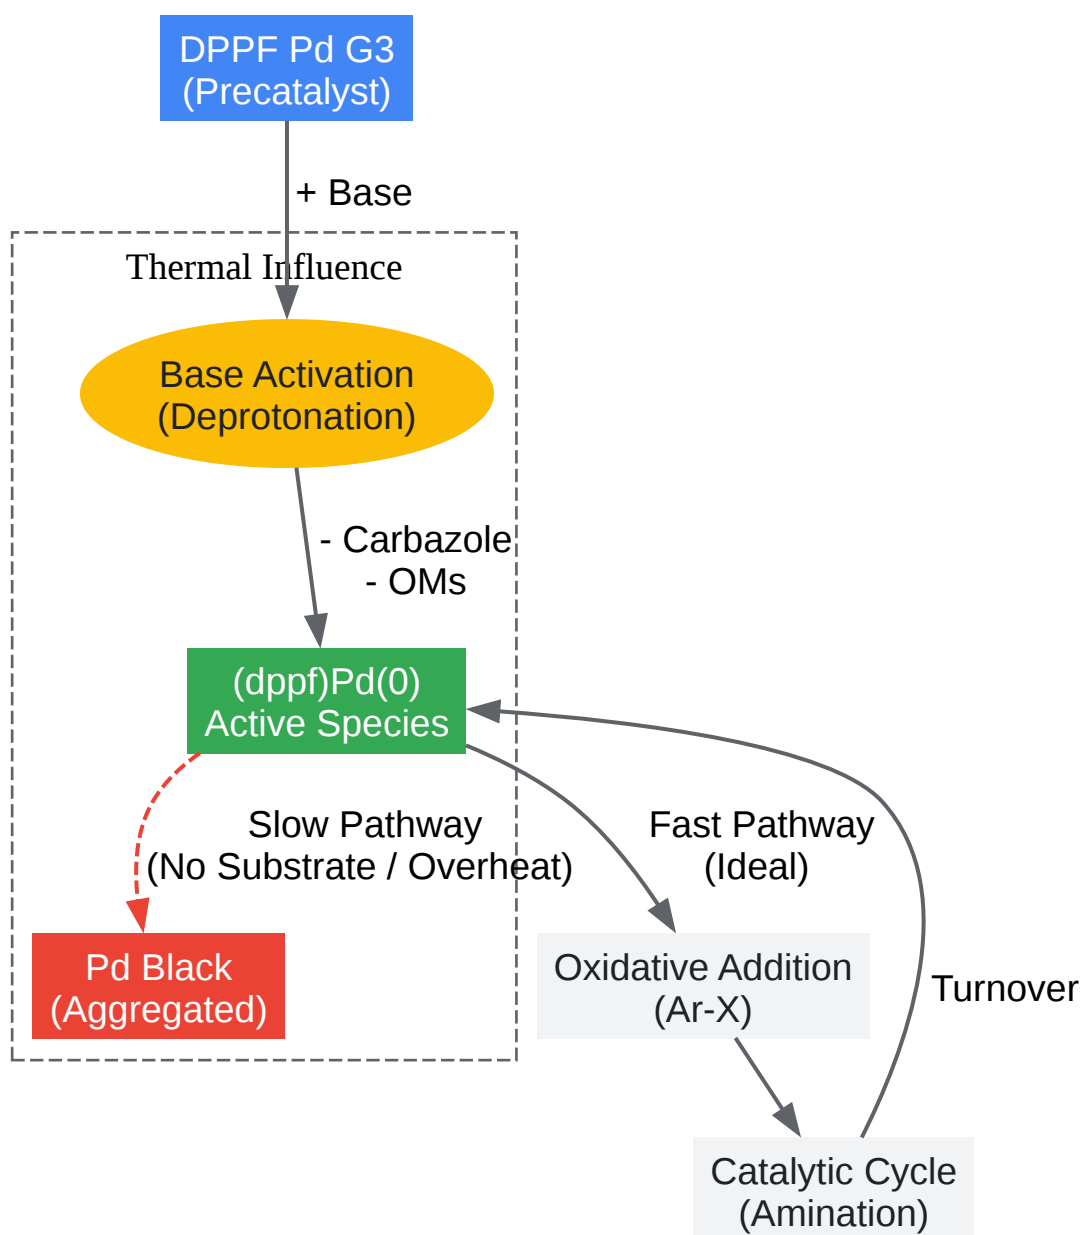 DPPF Pd G3
(Precatalyst)
+ Base
Thermal Influence
Base Activation
(Deprotonation)
- Carbazole
- OMs
(dppf)Pd(0)
Active Species
Slow Pathway
(No Substrate / Overheat)
Fast Pathway
(Ideal)
Pd Black
(Aggregated)
Oxidative Addition
(Ar-X)
Turnover
Catalytic Cycle
(Amination)